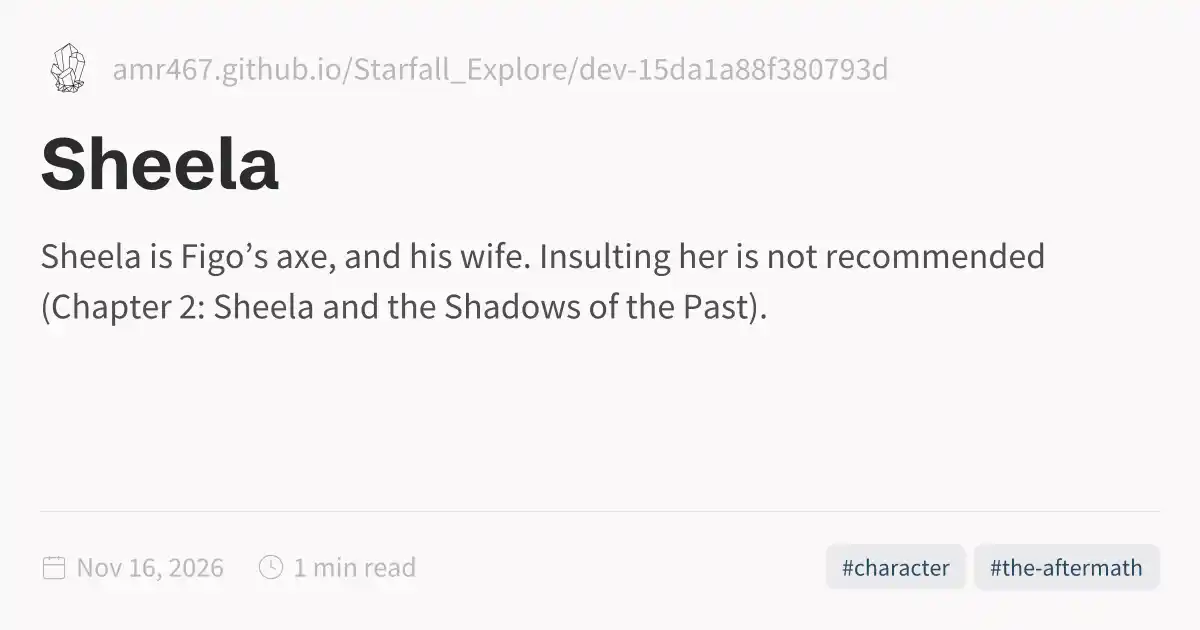 amr467.github.io/Starfall_Explore/dev-15da1a88f380793d
Sheela
Sheela is Figo’s axe, and his wife. Insulting her is not recommended
(Chapter 2: Sheela and the Shadows of the Past).
Nov 16, 2026 1 min read #character #the-aftermath